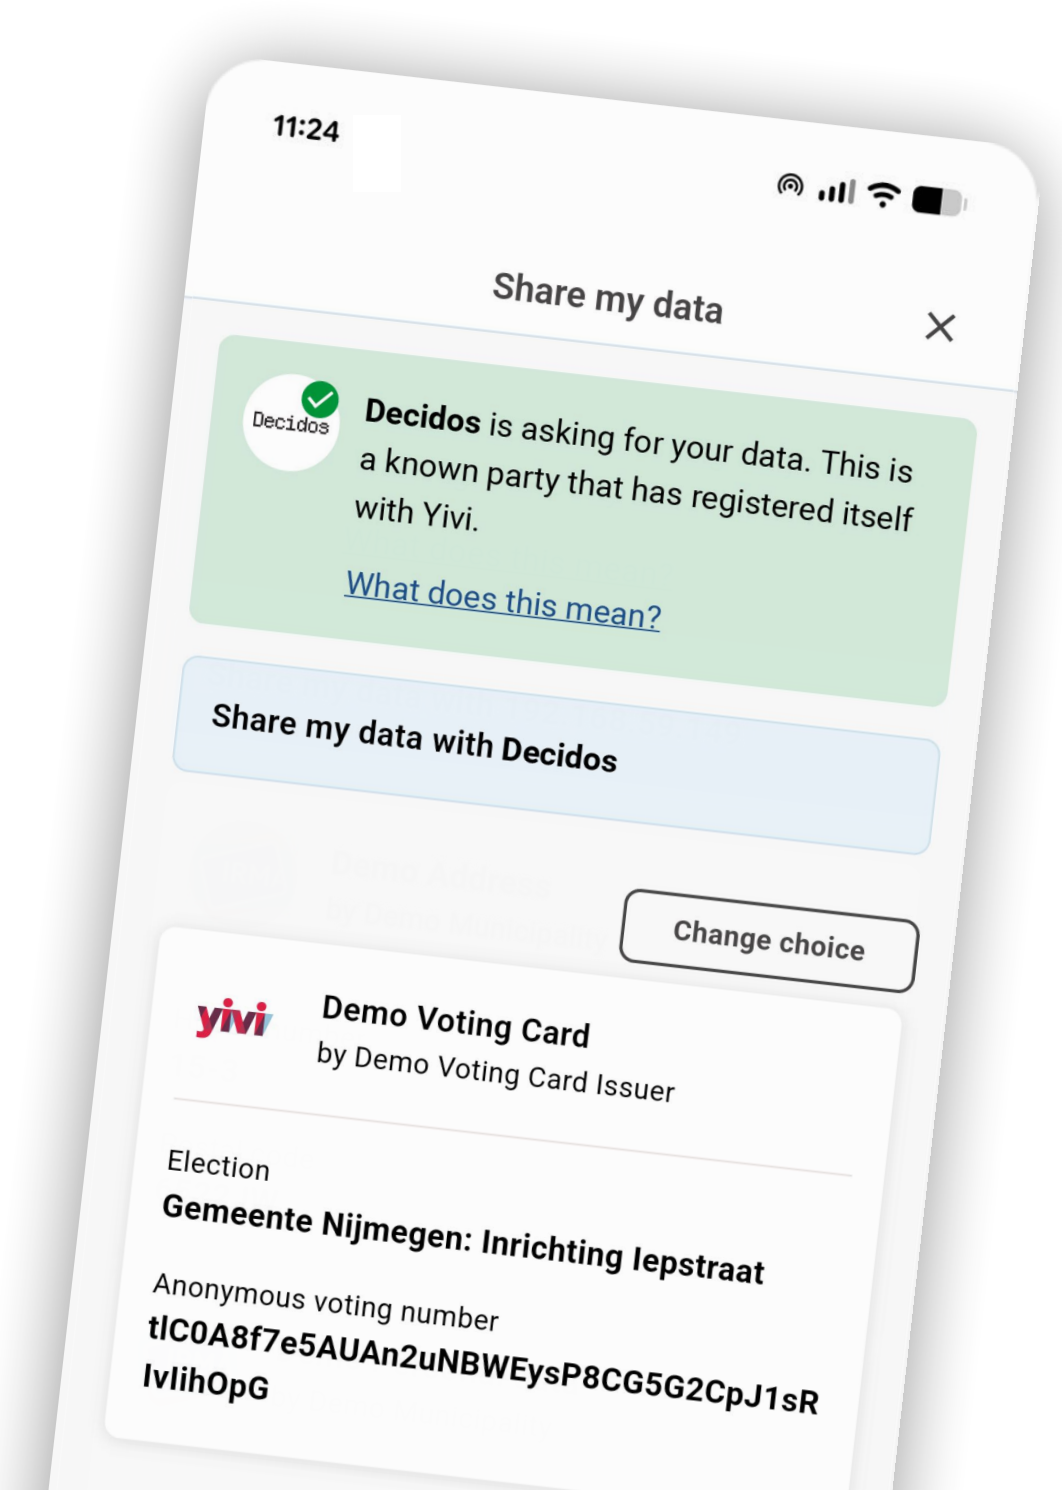 11:24
Share my data
Decidos
Decidos is asking for your data. This is
a known party that has registered itself
with Yivi.
What does this mean?
Share my data with Decidos
Change choice
yivi
Demo Voting Card
by Demo Voting Card Issuer
Election
Gemeente Nijmegen: Inrichting Iepstraat
Anonymous voting number
tlC0A8f7e5AUAn2uNBWEysP8CG5G2CpJ1sR
IvIihOpG